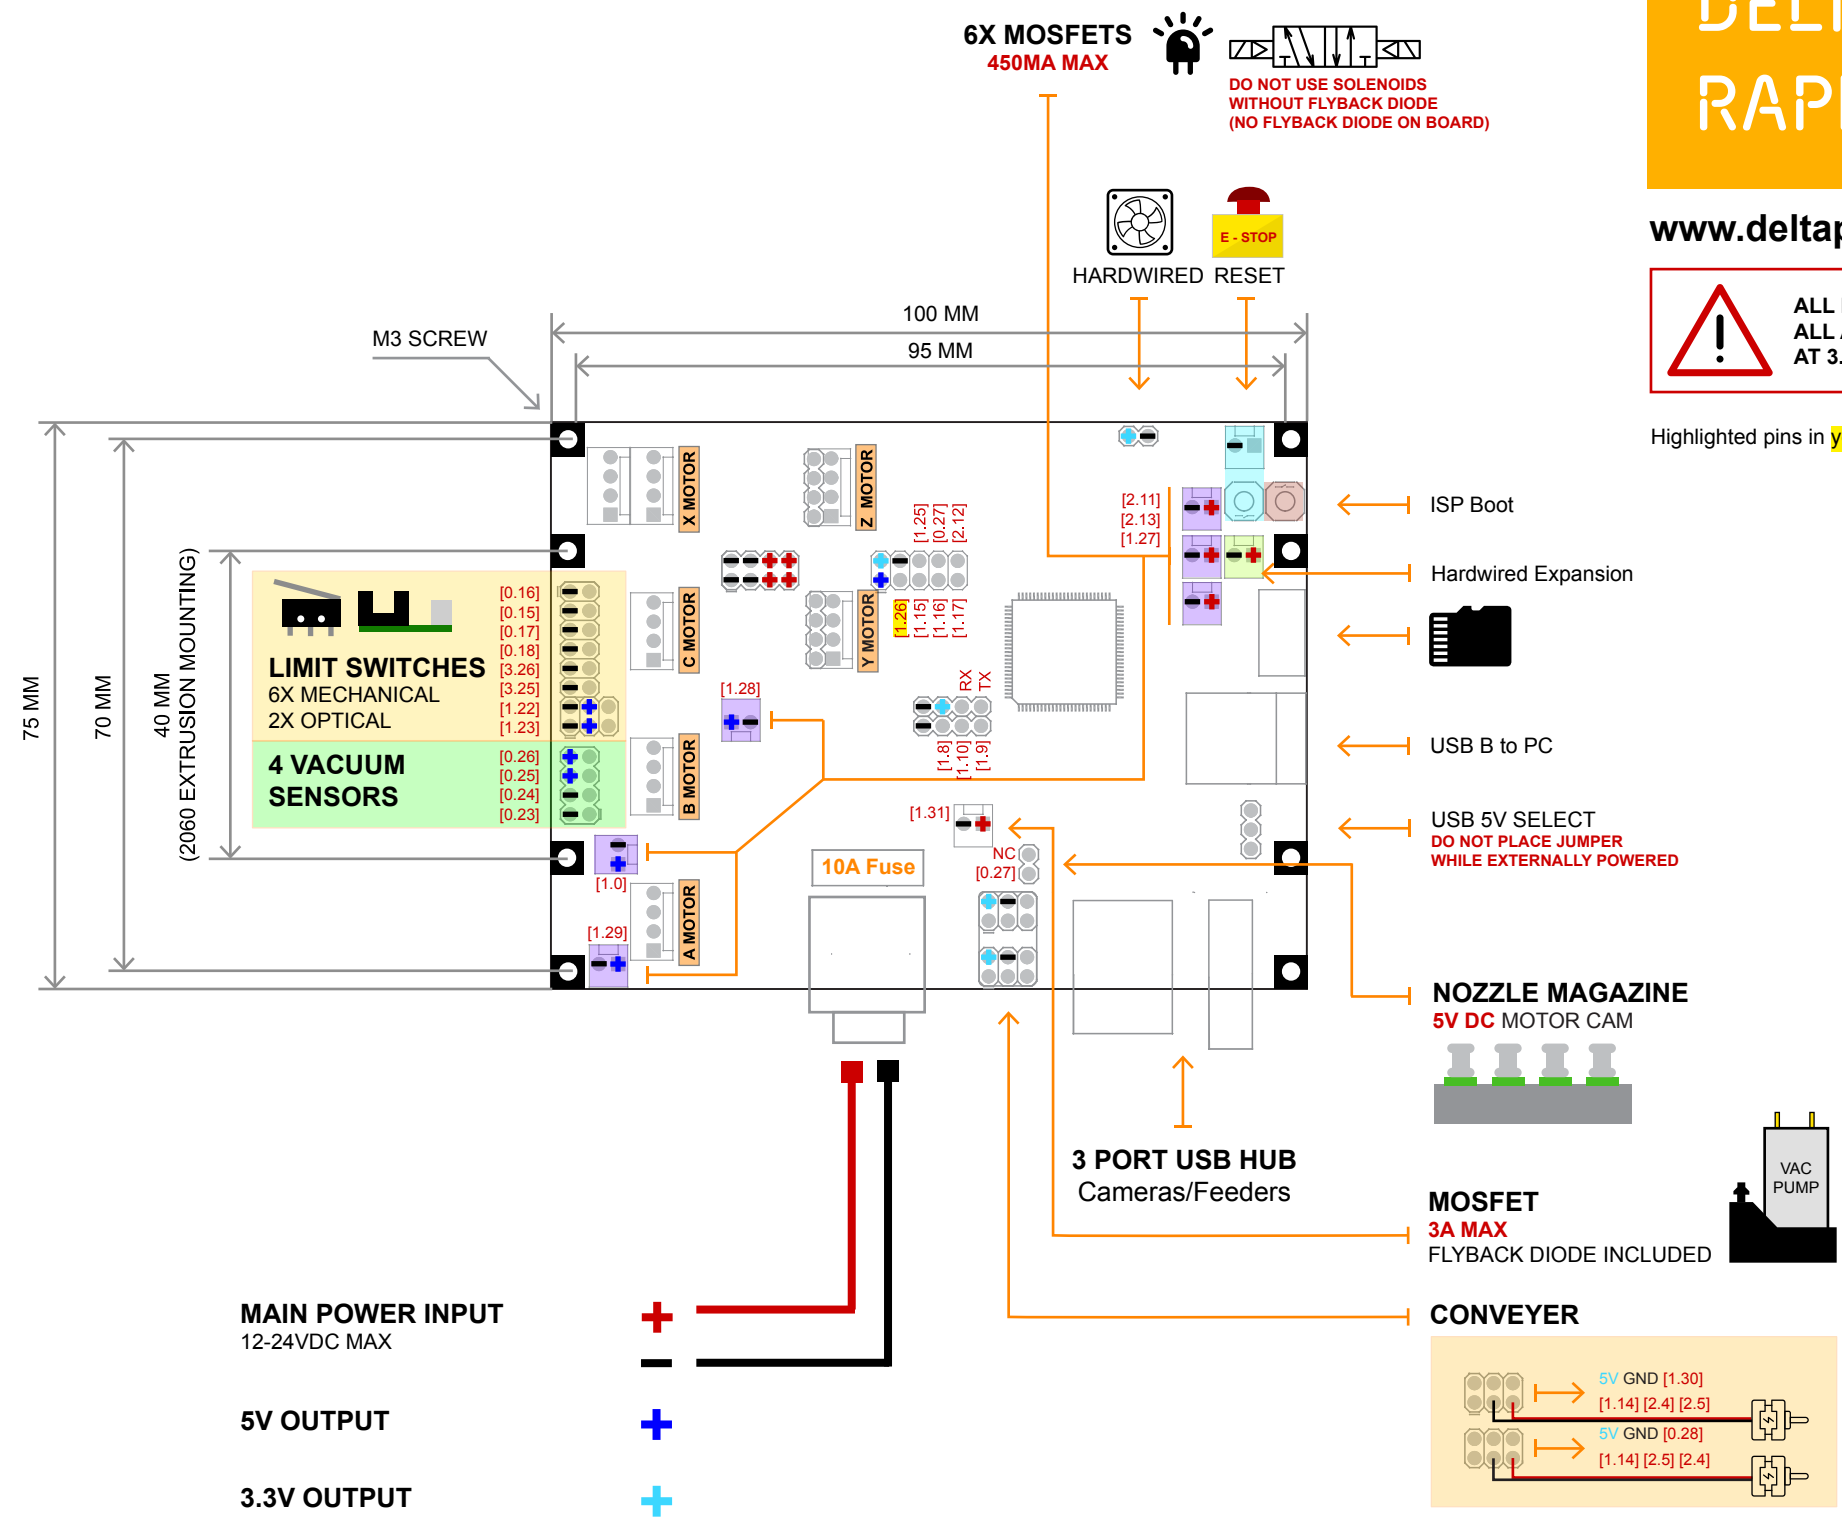 6X MOSFETS
450MA MAX
DO NOT USE SOLENOIDS
WITHOUT FLYBACK DIODE
(NO FLYBACK DIODE ON BOARD)
E - STOP
HARDWIRED
RESET
100 MM
95 MM
M3 SCREW
75 MM
70 MM
40 MM
(2060 EXTRUSION MOUNTING)
X MOTOR
Z MOTOR
C MOTOR
Y MOTOR
B MOTOR
A MOTOR
[1.25]
[0.27]
[2.12]
[1.26]
[1.15]
[1.16]
[1.17]
[2.11]
[2.13]
[1.27]
ISP Boot
Hardwired Expansion
USB B to PC
USB 5V SELECT
DO NOT PLACE JUMPER
WHILE EXTERNALLY POWERED
LIMIT SWITCHES
6X MECHANICAL
2X OPTICAL
[0.16]
[0.15]
[0.17]
[0.18]
[3.26]
[3.25]
[1.22]
[1.23]
4 VACUUM
SENSORS
[0.26]
[0.25]
[0.24]
[0.23]
[1.28]
RX
TX
[1.8]
[1.10]
[1.9]
[1.31]
NC
[0.27]
10A Fuse
[1.0]
[1.29]
NOZZLE MAGAZINE
5V DC MOTOR CAM
3 PORT USB HUB
Cameras/Feeders
VAC
PUMP
MOSFET
3A MAX
FLYBACK DIODE INCLUDED
CONVEYER
5V GND [1.30]
[1.14] [2.4] [2.5]
5V GND [0.28]
[1.14] [2.5] [2.4]
MAIN POWER INPUT
12-24VDC MAX
5V OUTPUT
3.3V OUTPUT
Highlighted pins in
ALL
ALL
AT 3.